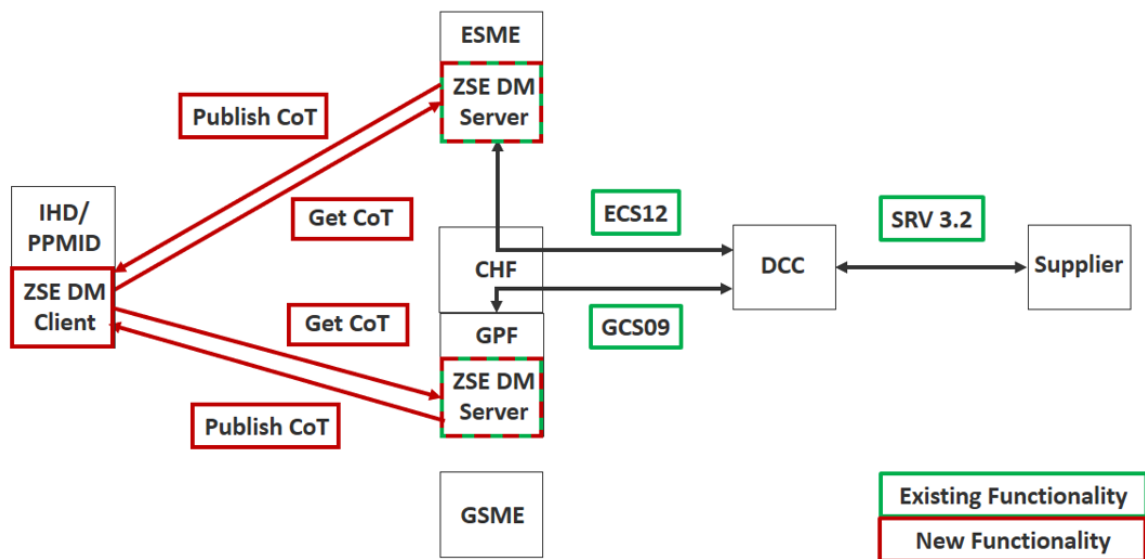 ESME
ZSE DM
Server
Publish CoT
Get CoT
IHD/
PPMID
ZSE DM
Client
ECS12
SRV 3.2
CHF
DCC
Supplier
Get CoT
GCS09
GPF
ZSE DM
Server
Publish CoT
GSME
Existing Functionality
New Functionality